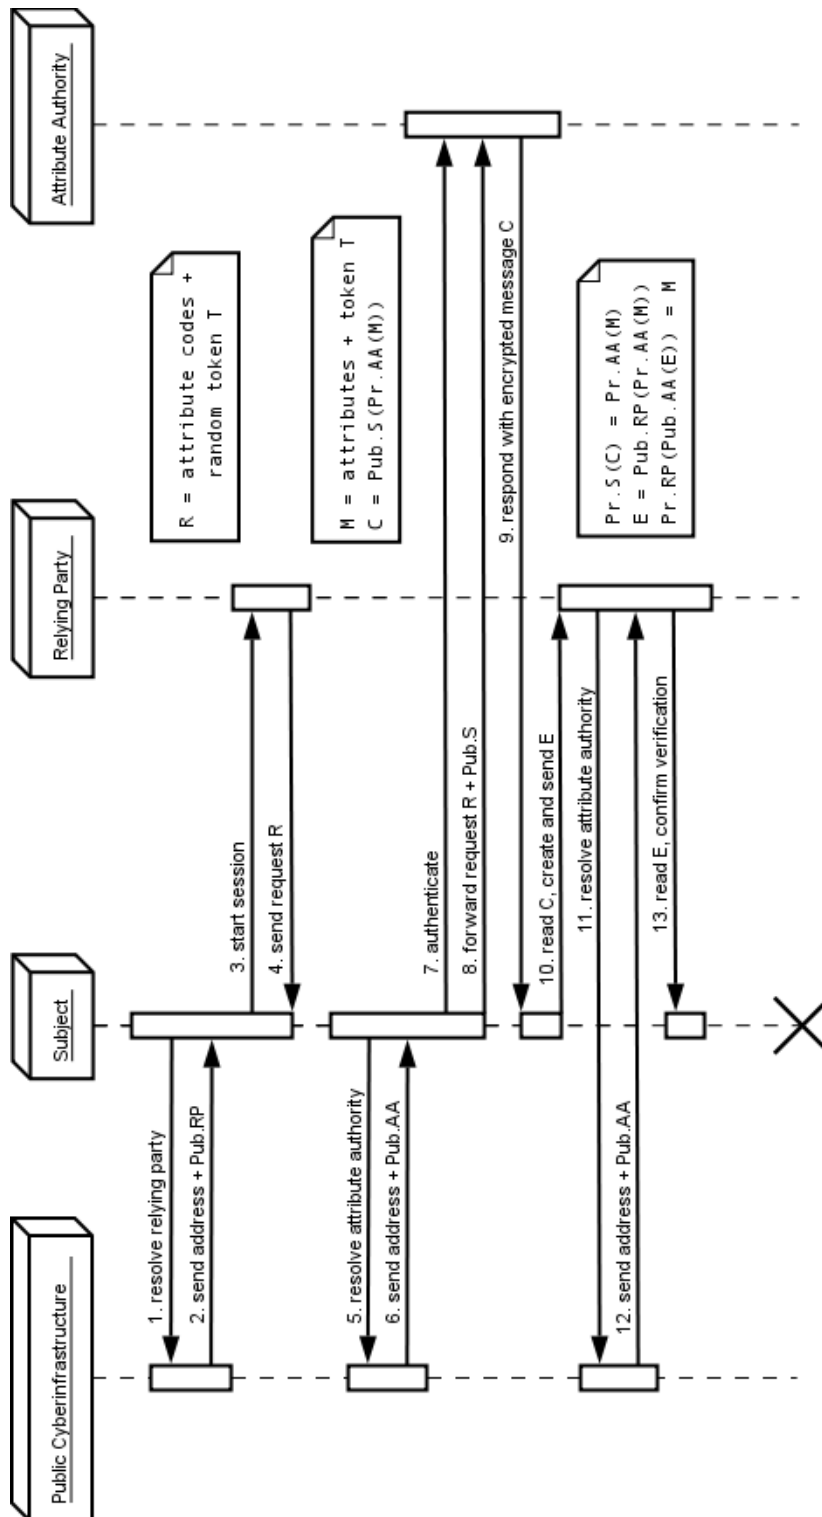 Public Cyberinfrastructure
Subject
Relying Party
Attribute Authority
1. resolve relying party
2. send address + Pub.RP
3. start session
4. send request R
R = attribute codes +
random token T
5. resolve attribute authority
6. send address + Pub.AA
M = attributes + token T
C = Pub.S(Pr.AA(M))
7. authenticate
8. forward request R + Pub.S
9. respond with encrypted message C
10. read C, create and send E
11. resolve attribute authority
12. send address + Pub.AA
13. read E, confirm verification
Pr.S(C) = Pr.AA(M)
E = Pub.RP(Pr.AA(M))
Pr.RP(Pub.AA(E)) = M